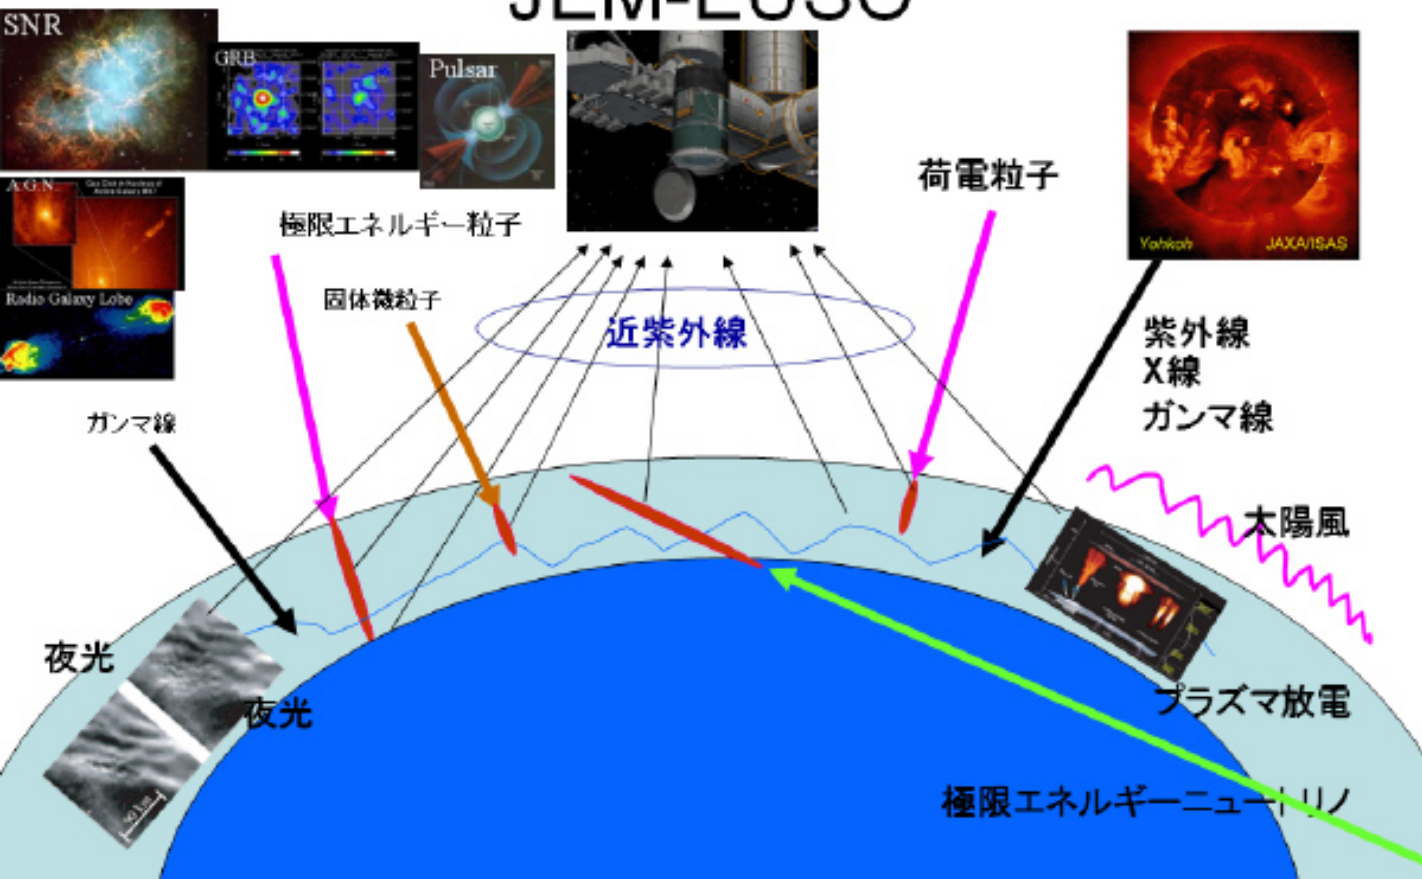 JEM-EUSO
SNR
GRB
Pulsar
A.G.N.
Radio Galaxy Lobe
極限エネルギー粒子
固体微粒子
ガンマ線
近紫外線
荷電粒子
Yohkoh
JAXA/ISAS
紫外線
X線
ガンマ線
太陽風
夜光
夜光
プラズマ放電
極限エネルギーニュートリノ